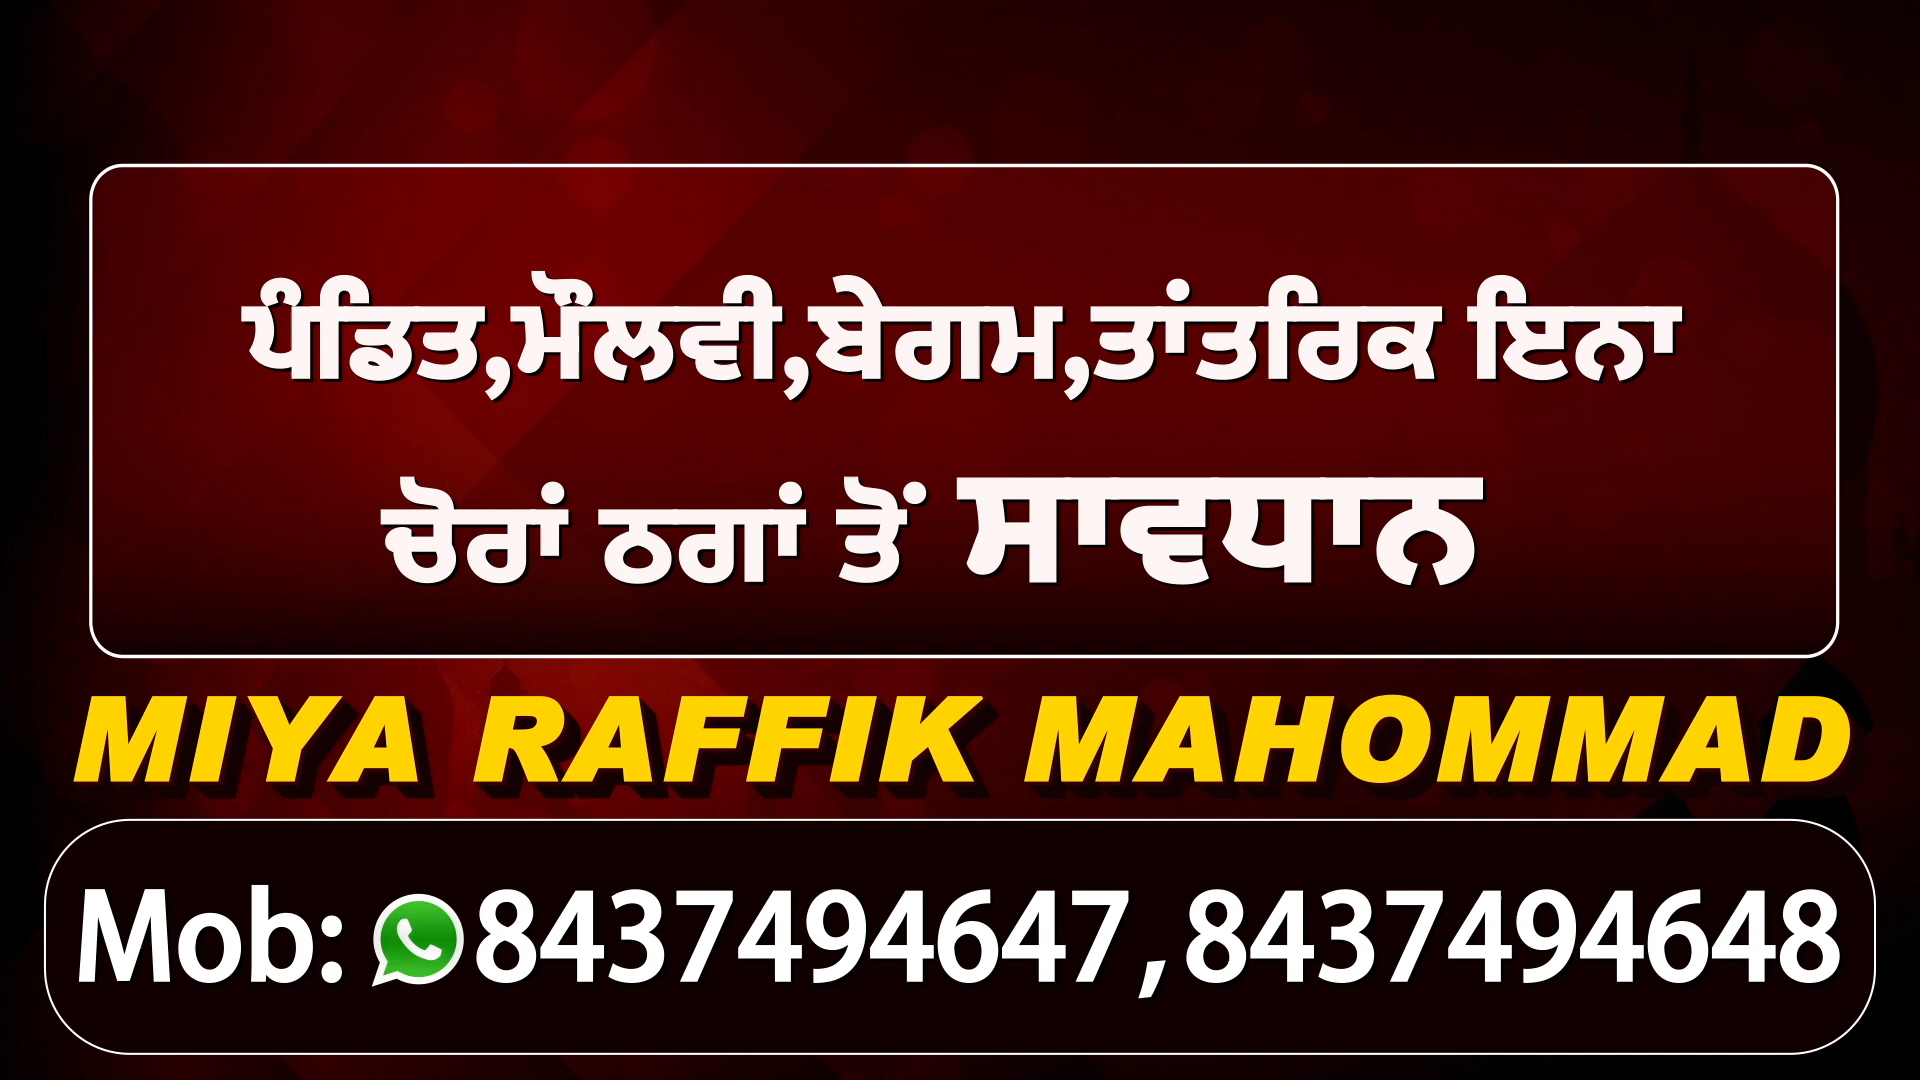 ਪੰਡਿਤ,ਮੌਲਵੀ,ਬੇਗਮ,ਤਾਂਤਰਿਕ ਇਨਾ
ਚੋਰਾਂ ਠਗਾਂ ਤੋਂ ਸਾਵਧਾਨ
MIYA RAFFIK MAHOMMAD
Mob: 8437494647, 8437494648